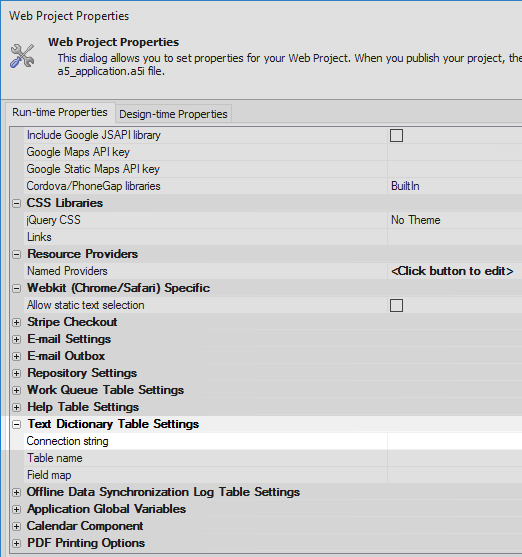 Web Project Properties
Web Project Properties
This dialog allows you to set properties for your Web Project. When you publish your project, the
a5_application.a5i file.
Run-time Properties Design-time Properties
Include Google JSAPI library
Google Maps API key
Google Static Maps API key
Cordova/PhoneGap libraries BuiltIn
CSS Libraries
jQuery CSS No Theme
Links
Resource Providers
Named Providers <Click button to edit>
Webkit (Chrome/Safari) Specific
Allow static text selection
Stripe Checkout
E-mail Settings
E-mail Outbox
Repository Settings
Work Queue Table Settings
Help Table Settings
Text Dictionary Table Settings
Connection string
Table name
Field map
Offline Data Synchronization Log Table Settings
Application Global Variables
Calendar Component
PDF Printing Options